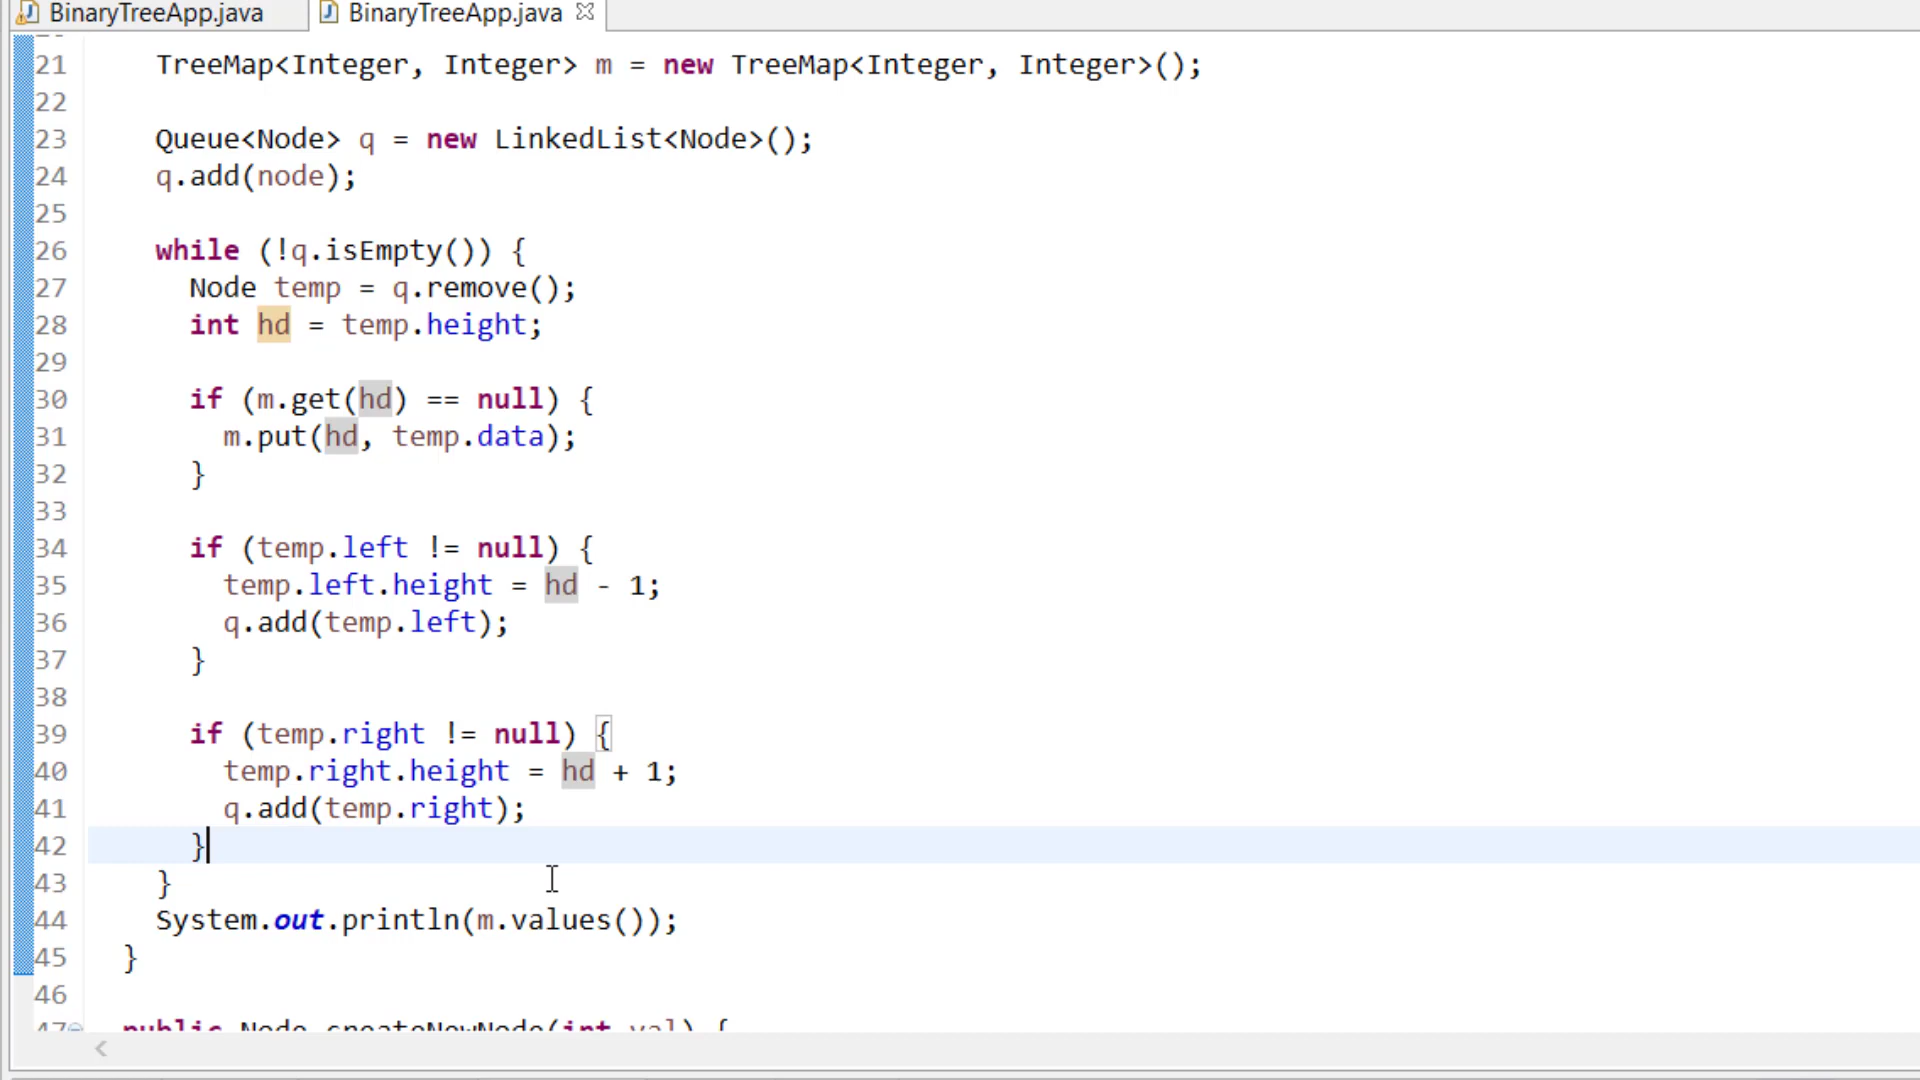 BinaryTreeApp.java BinaryTreeApp.java
21 TreeMap<Integer, Integer> m = new TreeMap<Integer, Integer>();
22
23 Queue<Node> q = new LinkedList<Node>();
24 q.add(node);
25
26 while (!q.isEmpty()) {
27 Node temp = q.remove();
28 int hd = temp.height;
29
30 if (m.get(hd) == null) {
31 m.put(hd, temp.data);
32 }
33
34 if (temp.left != null) {
35 temp.left.height = hd - 1;
36 q.add(temp.left);
37 }
38
39 if (temp.right != null) {
40 temp.right.height = hd + 1;
41 q.add(temp.right);
42 }
43 }
44 System.out.println(m.values());
45 }
46
47 public Node createNewNode(int val) {